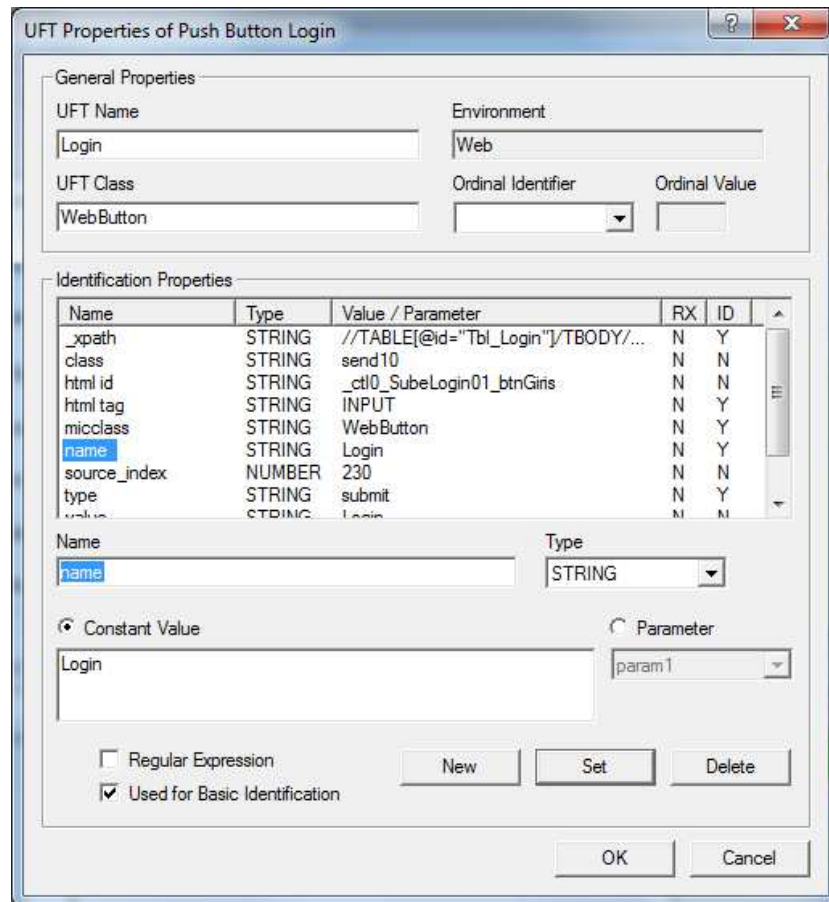 UFT Properties of Push Button Login
General Properties
UFT Name Environment
Login Web
UFT Class Ordinal Identifier Ordinal Value
WebButton
Identification Properties
Name Type Value / Parameter RX ID
_xpath STRING //TABLE[@id="Tbl_Login"]/TBODY/... N Y
class STRING send10 N N
html id STRING _ctl0_SubeLogin01_btnGiris N N
html tag STRING INPUT N Y
micclass STRING WebButton N Y
name STRING Login N Y
source_index NUMBER 230 N N
type STRING submit N Y
value STRING Login N N
Name Type
name STRING
Constant Value Parameter
Login param1
Regular Expression
New Set Delete
Used for Basic Identification
OK Cancel